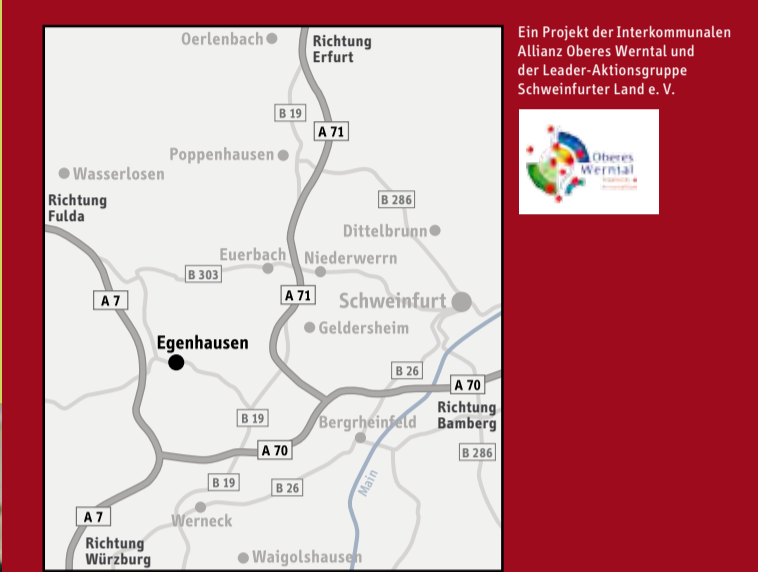 Oerlenbach
Richtung
Erfurt
B 19
A 71
Poppenhausen
Wasserlosen
Richtung
Fulda
B 286
Dittelbrunn
Euerbach
Niederwerrn
B 303
A 7
A 71
Schweinfurt
Geldersheim
Egenhausen
B 26
A 70
Richtung
Bamberg
B 19
Bergrheinfeld
A 70
B 286
B 19
B 26
Main
A 7
Werneck
Richtung
Würzburg
Waigolshausen
Ein Projekt der Interkommunalen
Allianz Oberes Werntal und
der Leader-Aktionsgruppe
Schweinfurter Land e. V.
Oberes
Werntal